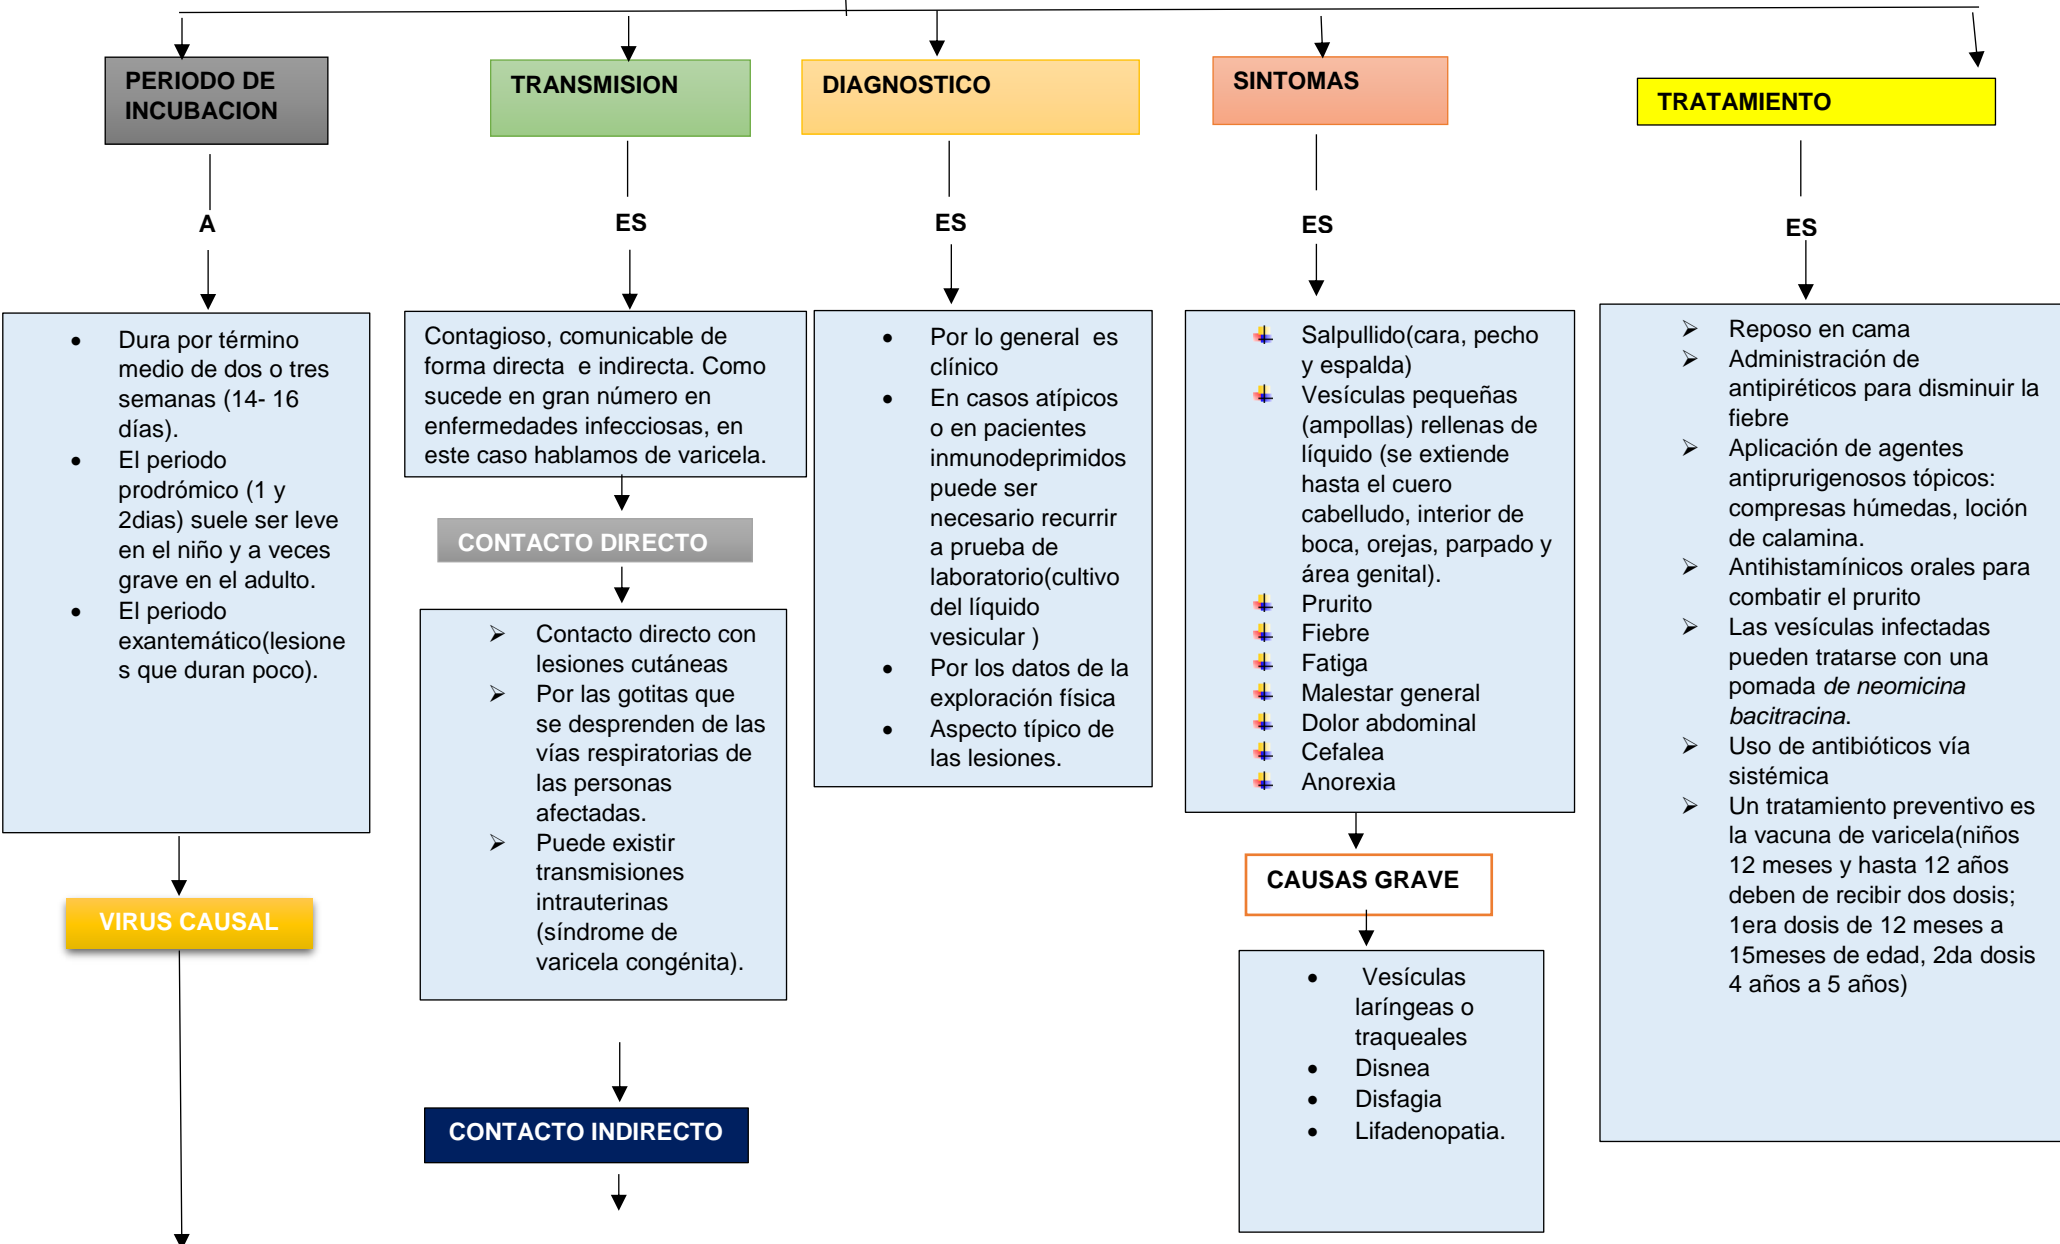 PERIODO DE
INCUBACION
A
Dura por término
medio de dos o tres
semanas (14- 16
días).
El periodo
prodrómico (1 y
2dias) suele ser leve
en el niño y a veces
grave en el adulto.
El periodo
exantemático(lesione
s que duran poco).
VIRUS CAUSAL
TRANSMISION
ES
Contagioso, comunicable de
forma directa e indirecta. Como
sucede en gran número en
enfermedades infecciosas, en
este caso hablamos de varicela.
CONTACTO DIRECTO
Contacto directo con
lesiones cutáneas
Por las gotitas que
se desprenden de las
vías respiratorias de
las personas
afectadas.
Puede existir
transmisiones
intrauterinas
(síndrome de
varicela congénita).
CONTACTO INDIRECTO
DIAGNOSTICO
ES
Por lo general es
clínico
En casos atípicos
o en pacientes
inmunodeprimidos
puede ser
necesario recurrir
a prueba de
laboratorio(cultivo
del líquido
vesicular )
Por los datos de la
exploración física
Aspecto típico de
las lesiones.
SINTOMAS
ES
Salpullido(cara, pecho
y espalda)
Vesículas pequeñas
(ampollas) rellenas de
líquido (se extiende
hasta el cuero
cabelludo, interior de
boca, orejas, parpado y
área genital).
Prurito
Fiebre
Fatiga
Malestar general
Dolor abdominal
Cefalea
Anorexia
CAUSAS GRAVE
Vesículas
laríngeas o
traqueales
Disnea
Disfagia
Lifadenopatia.
TRATAMIENTO
ES
Reposo en cama
Administración de
antipiréticos para disminuir la
fiebre
Aplicación de agentes
antiprurigenosos tópicos:
compresas húmedas, loción
de calamina.
Antihistamínicos orales para
combatir el prurito
Las vesículas infectadas
pueden tratarse con una
pomada de neomicina
bacitracina.
Uso de antibióticos vía
sistémica
Un tratamiento preventivo es
la vacuna de varicela(niños
12 meses y hasta 12 años
deben de recibir dos dosis;
1era dosis de 12 meses a
15meses de edad, 2da dosis
4 años a 5 años)